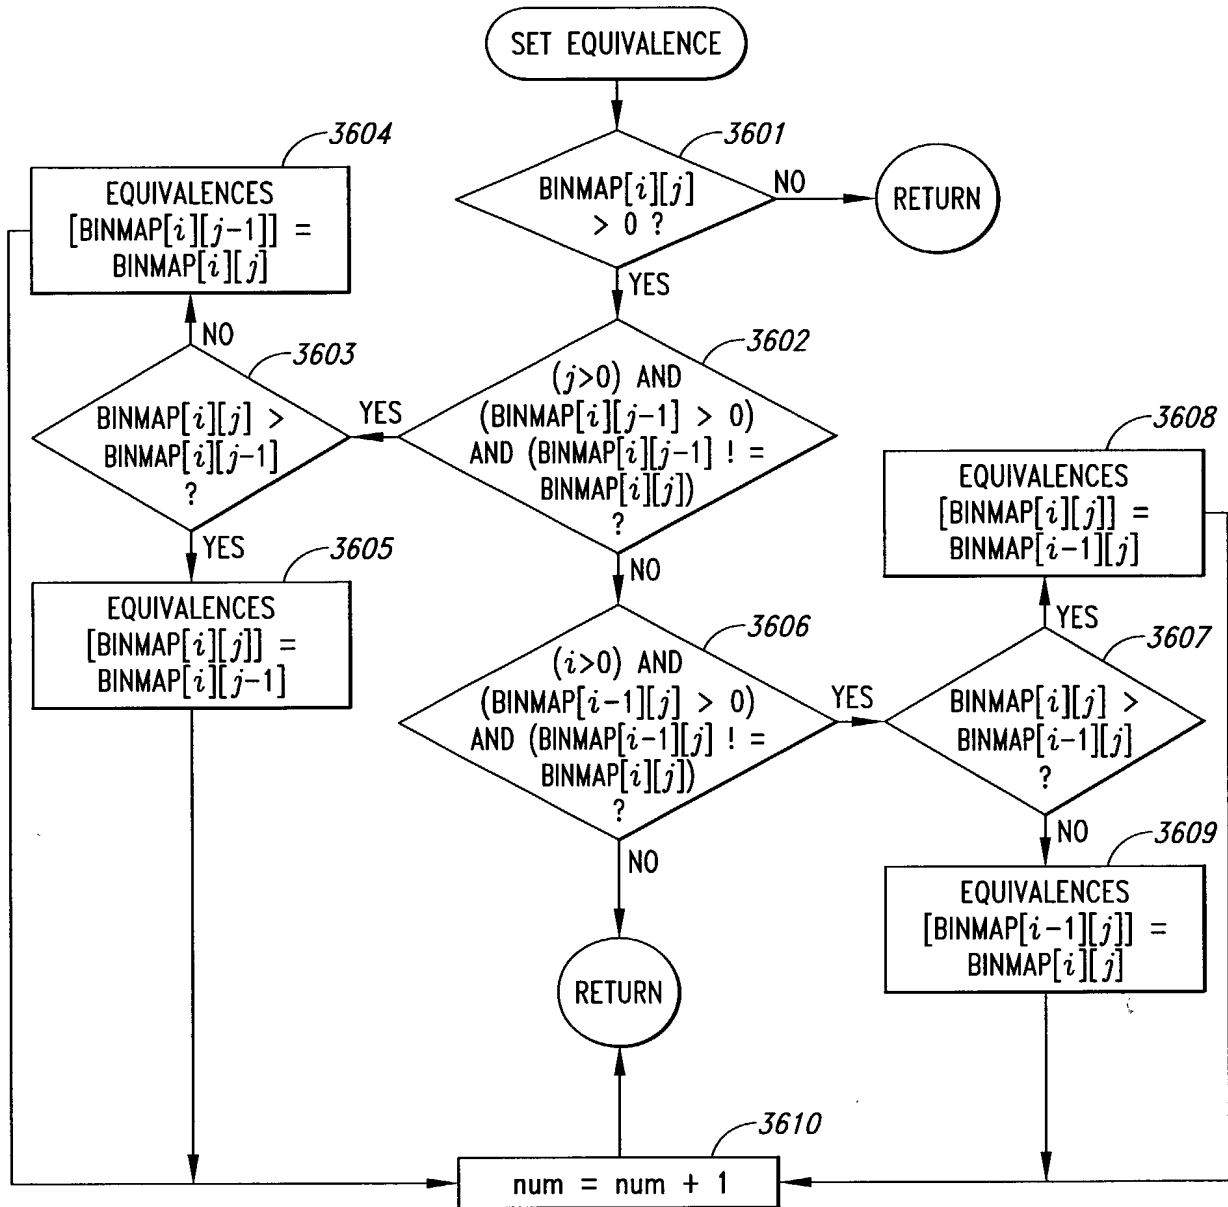 SET EQUIVALENCE
3601
BINMAP[i][j]
> 0 ?
NO
RETURN
YES
3602
(j>0) AND
(BINMAP[i][j-1] > 0)
AND (BINMAP[i][j-1] ! =
BINMAP[i][j])
?
YES
NO
3603
BINMAP[i][j] >
BINMAP[i][j-1]
?
NO
YES
3604
EQUIVALENCES
[BINMAP[i][j-1]] =
BINMAP[i][j]
3605
EQUIVALENCES
[BINMAP[i][j]] =
BINMAP[i][j-1]
3606
(i>0) AND
(BINMAP[i-1][j] > 0)
AND (BINMAP[i-1][j] ! =
BINMAP[i][j])
?
YES
NO
3607
BINMAP[i][j] >
BINMAP[i-1][j]
?
YES
NO
3608
EQUIVALENCES
[BINMAP[i][j]] =
BINMAP[i-1][j]
3609
EQUIVALENCES
[BINMAP[i-1][j]] =
BINMAP[i][j]
RETURN
3610
num = num + 1